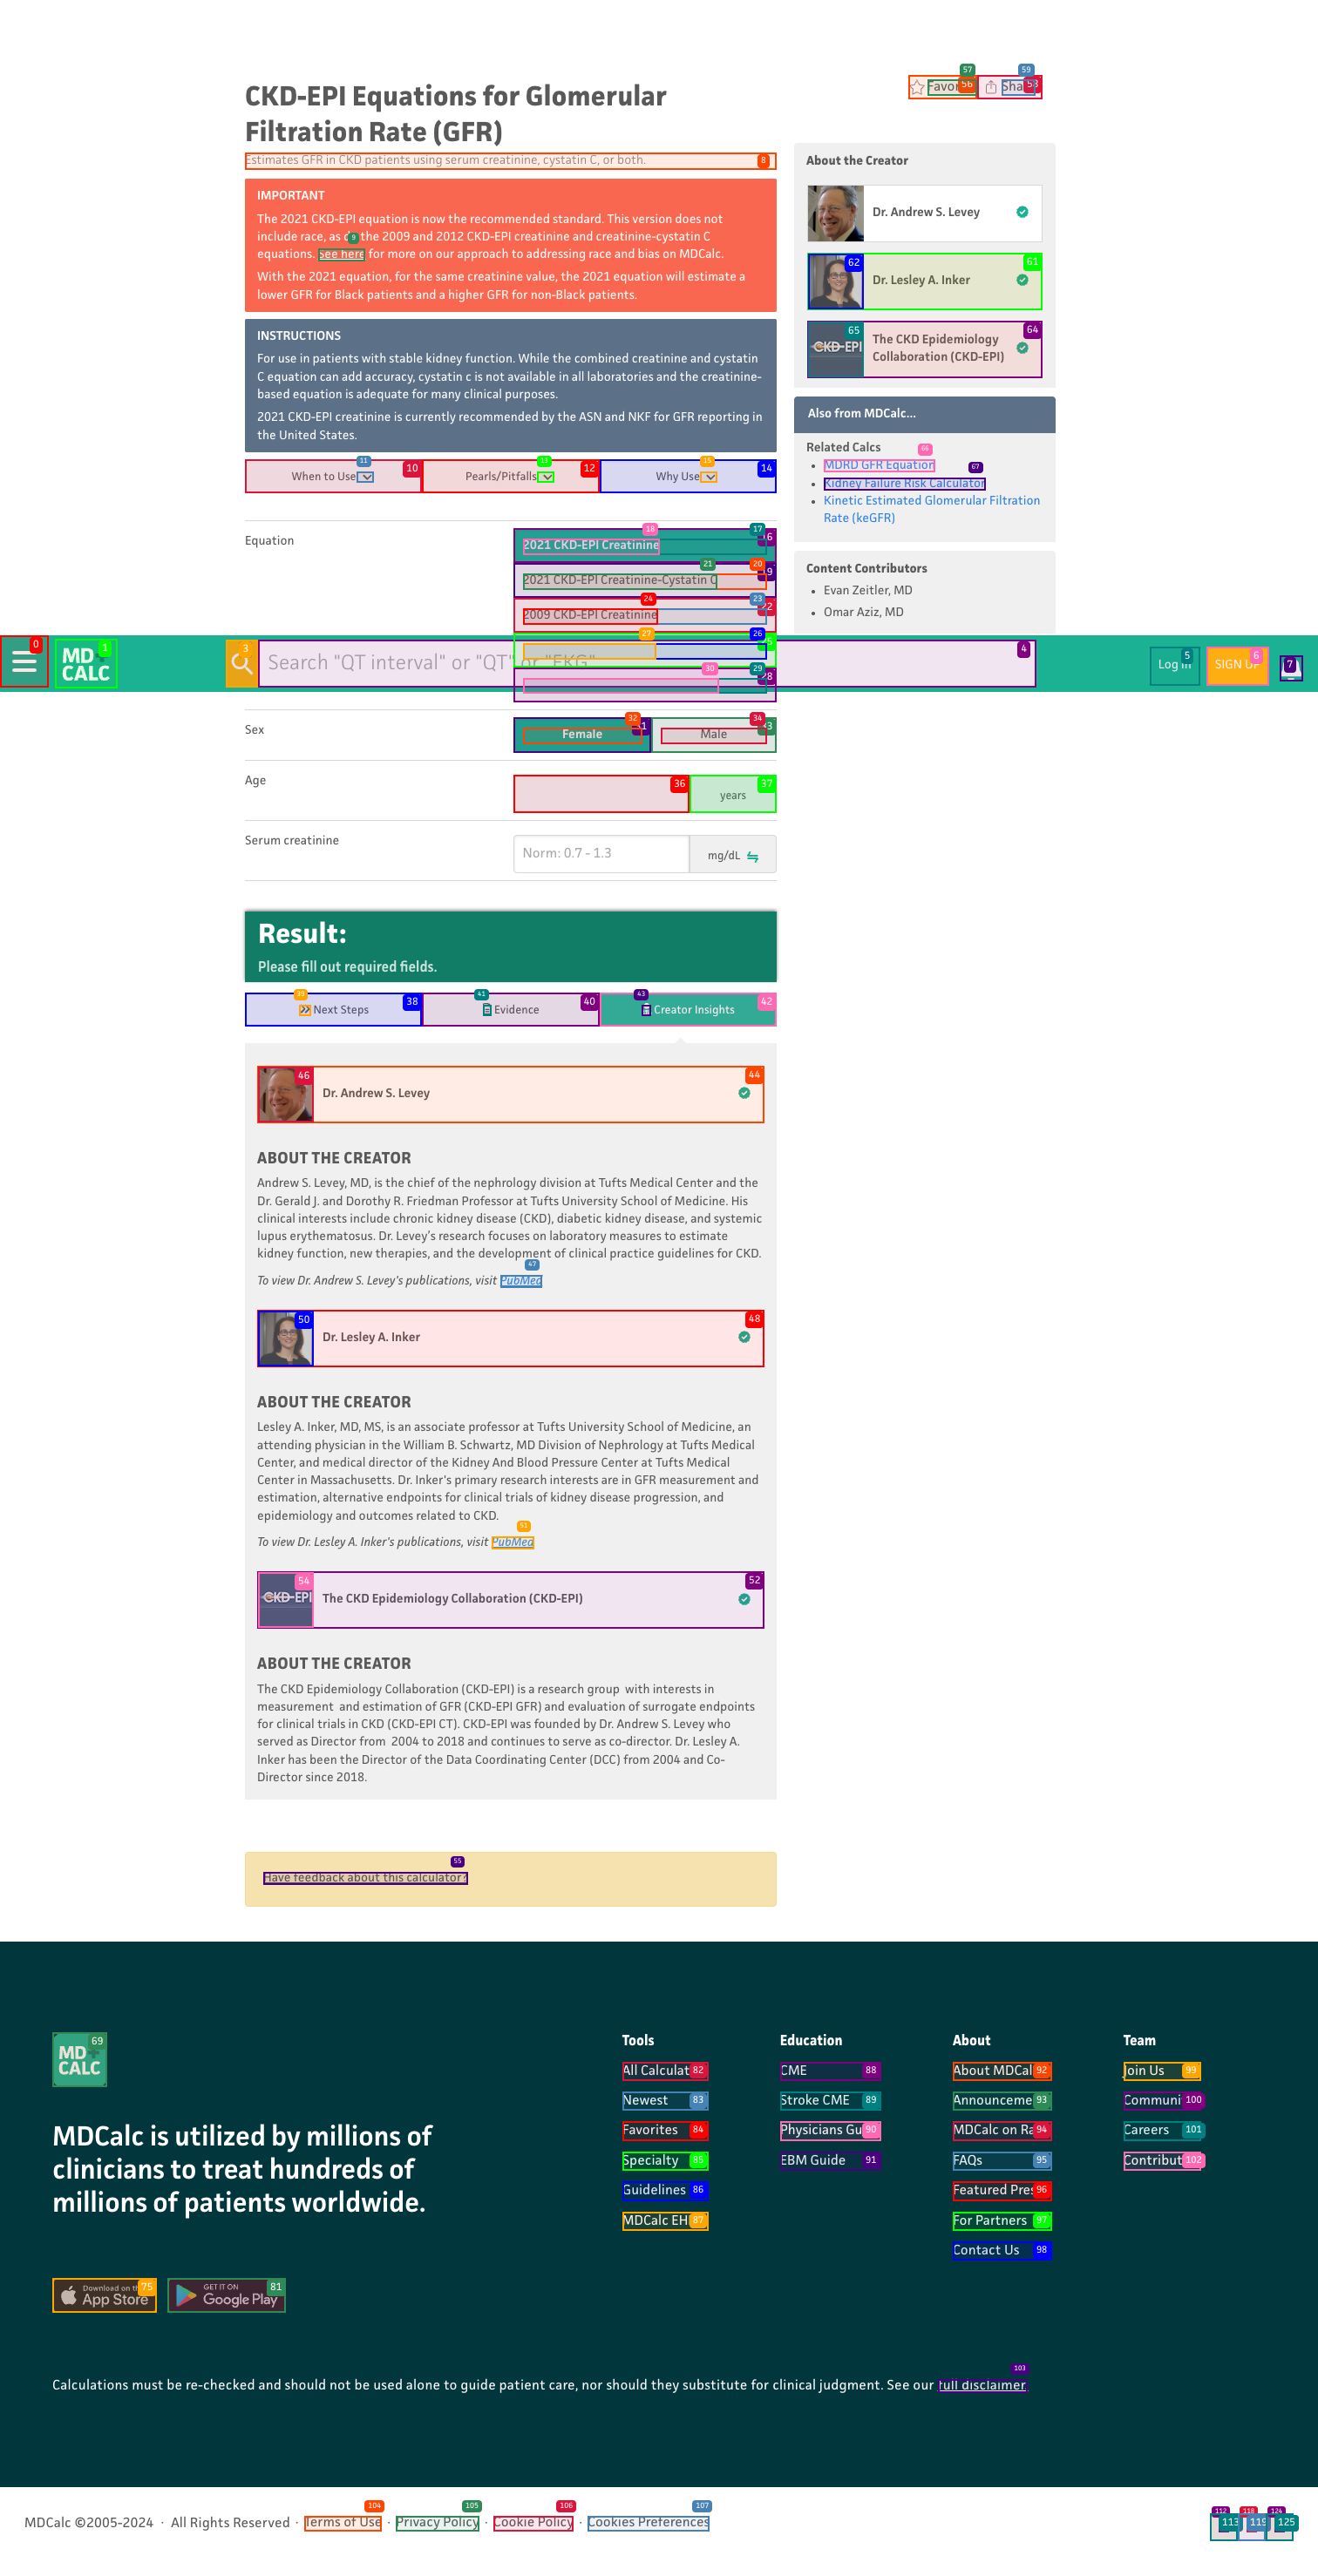 CKD-EPI Equations for Glomerular
Filtration Rate (GFR)
Estimates GFR in CKD patients using serum creatinine, cystatin C, or both.
IMPORTANT
The 2021 CKD-EPI equation is now the recommended standard. This version does not
include race, as the 2009 and 2012 CKD-EPI creatinine and creatinine-cystatin C
equations. See here for more on our approach to addressing race and bias on MDCalc.
With the 2021 equation, for the same creatinine value, the 2021 equation will estimate a
lower GFR for Black patients and a higher GFR for non-Black patients.
INSTRUCTIONS
For use in patients with stable kidney function. While the combined creatinine and cystatin
C equation can add accuracy, cystatin c is not available in all laboratories and the creatinine-
based equation is adequate for many clinical purposes.
2021 CKD-EPI creatinine is currently recommended by the ASN and NKF for GFR reporting in
the United States.
When to Use
Pearls/Pitfalls
Why Use
Equation
2021 CKD-EPI Creatinine
2021 CKD-EPI Creatinine-Cystatin C
2009 CKD-EPI Creatinine
MD+
CALC
Search "QT interval" or "QT" or "EKG"
Log in
SIGN UP
Sex
Female
Male
Age
years
Serum creatinine
Norm: 0.7 - 1.3
mg/dL
Result:
Please fill out required fields.
Next Steps
Evidence
Creator Insights
Dr. Andrew S. Levey
ABOUT THE CREATOR
Andrew S. Levey, MD, is the chief of the nephrology division at Tufts Medical Center and the
Dr. Gerald J. and Dorothy R. Friedman Professor at Tufts University School of Medicine. His
clinical interests include chronic kidney disease (CKD), diabetic kidney disease, and systemic
lupus erythematosus. Dr. Levey's research focuses on laboratory measures to estimate
kidney function, new therapies, and the development of clinical practice guidelines for CKD.
To view Dr. Andrew S. Levey's publications, visit PubMed
Dr. Lesley A. Inker
ABOUT THE CREATOR
Lesley A. Inker, MD, MS, is an associate professor at Tufts University School of Medicine, an
attending physician in the William B. Schwartz, MD Division of Nephrology at Tufts Medical
Center, and medical director of the Kidney And Blood Pressure Center at Tufts Medical
Center in Massachusetts. Dr. Inker's primary research interests are in GFR measurement and
estimation, alternative endpoints for clinical trials of kidney disease progression, and
epidemiology and outcomes related to CKD.
To view Dr. Lesley A. Inker's publications, visit PubMed
CKD-EPI
The CKD Epidemiology Collaboration (CKD-EPI)
ABOUT THE CREATOR
The CKD Epidemiology Collaboration (CKD-EPI) is a research group with interests in
measurement and estimation of GFR (CKD-EPI GFR) and evaluation of surrogate endpoints
for clinical trials in CKD (CKD-EPI CT). CKD-EPI was founded by Dr. Andrew S. Levey who
served as Director from 2004 to 2018 and continues to serve as co-director. Dr. Lesley A.
Inker has been the Director of the Data Coordinating Center (DCC) from 2004 and Co-
Director since 2018.
Have feedback about this calculator?
Favor
Sha
About the Creator
Dr. Andrew S. Levey
Dr. Lesley A. Inker
CKD-EPI
The CKD Epidemiology
Collaboration (CKD-EPI)
Also from MDCalc...
Related Calcs
MDRD GFR Equation
Kidney Failure Risk Calculator
Kinetic Estimated Glomerular Filtration
Rate (keGFR)
Content Contributors
Evan Zeitler, MD
Omar Aziz, MD
MD+
CALC
MDCalc is utilized by millions of
clinicians to treat hundreds of
millions of patients worldwide.
Download on th
App Store
GET IT ON
Google Play
Tools
All Calculat
Newest
Favorites
Specialty
Guidelines
MDCalc EH
Education
CME
Stroke CME
Physicians Gu
EBM Guide
About
About MDCal
Announceme
MDCalc on Ra
FAQs
Featured Pres
For Partners
Contact Us
Team
Join Us
Communi
Careers
Contribut
Calculations must be re-checked and should not be used alone to guide patient care, nor should they substitute for clinical judgment. See our full disclaimer
MDCalc ©2005-2024 · All Rights Reserved · Terms of Use · Privacy Policy · Cookie Policy · Cookies Preferences